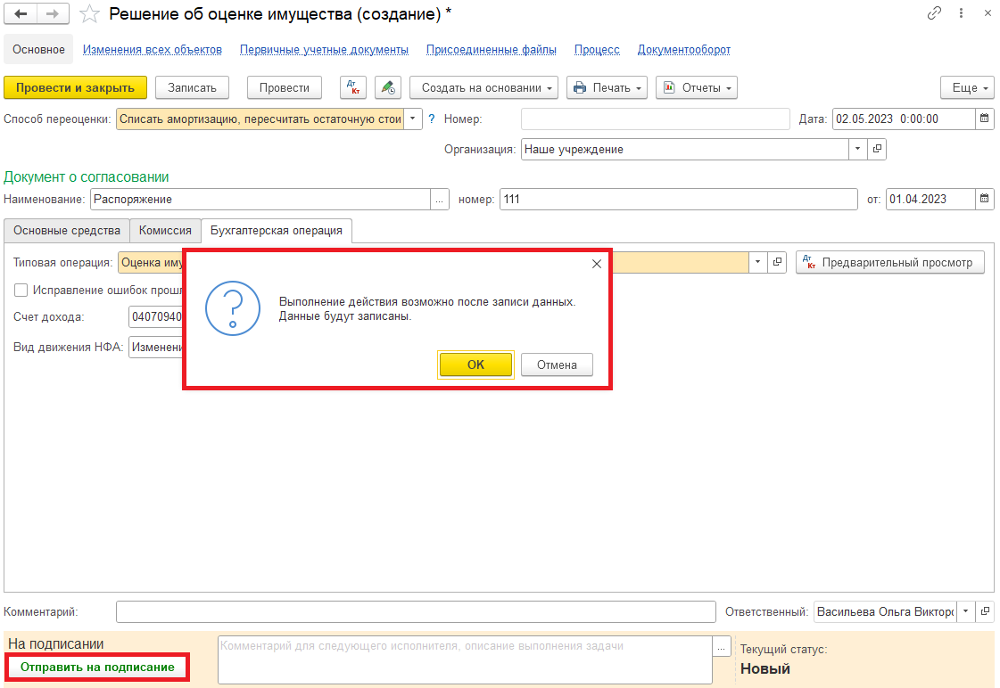 Решение об оценке имущества (создание) *
Основное Изменения всех объектов Первичные учетные документы Присоединенные файлы Процесс Документооборот
Провести и закрыть Записать Провести Дт Кт Создать на основании Печать Отчеты Еще
Способ переоценки: Списать амортизацию, пересчитать остаточную стои ? Номер: Дата: 02.05.2023 0:00:00
Организация: Наше учреждение
Документ о согласовании
Наименование: Распоряжение ... номер: 111 от: 01.04.2023
Основные средства Комиссия Бухгалтерская операция
Типовая операция: Оценка иму Дт Кт Предварительный просмотр
Исправление ошибок прошл
Счет дохода: 04070940
Вид движения НФА: Изменени
Выполнение действия возможно после записи данных.
Данные будут записаны.
OK Отмена
Комментарий: Ответственный: Васильева Ольга Викторо
На подписании
Отправить на подписание
Комментарий для следующего исполнителя, описание выполнения задачи ...
Текущий статус:
Новый